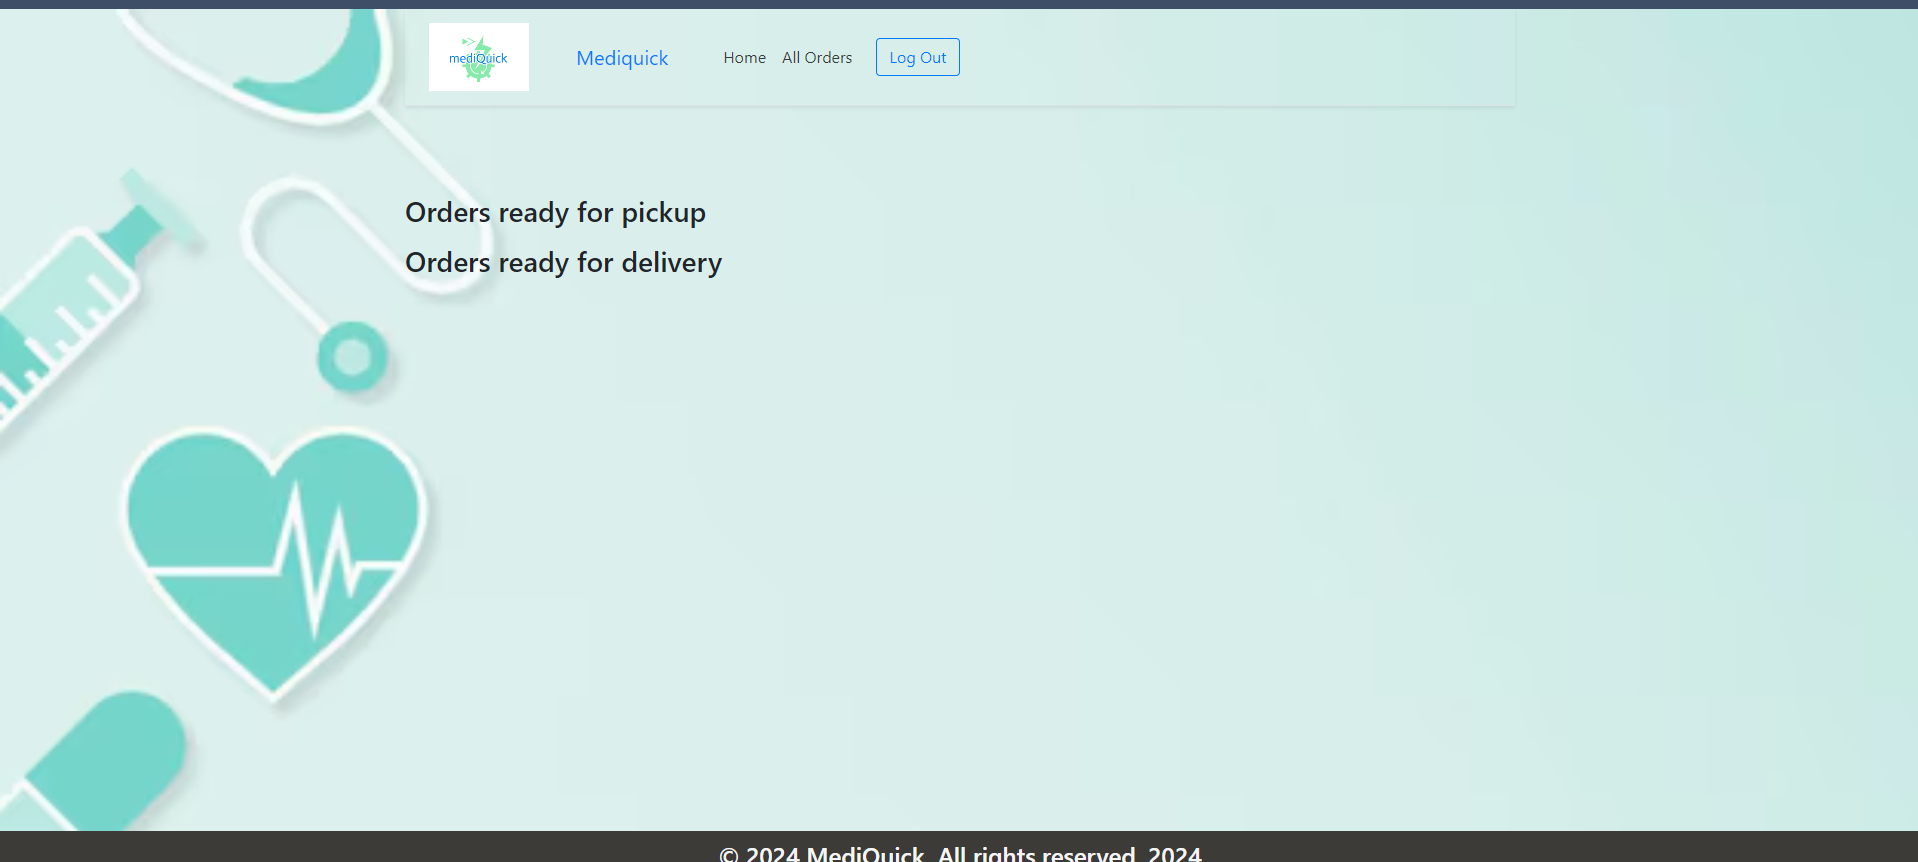 mediQuick
Mediquick
Home
All Orders
Log Out
Orders ready for pickup
Orders ready for delivery
© 2024 MediQuick. All rights reserved. 2024